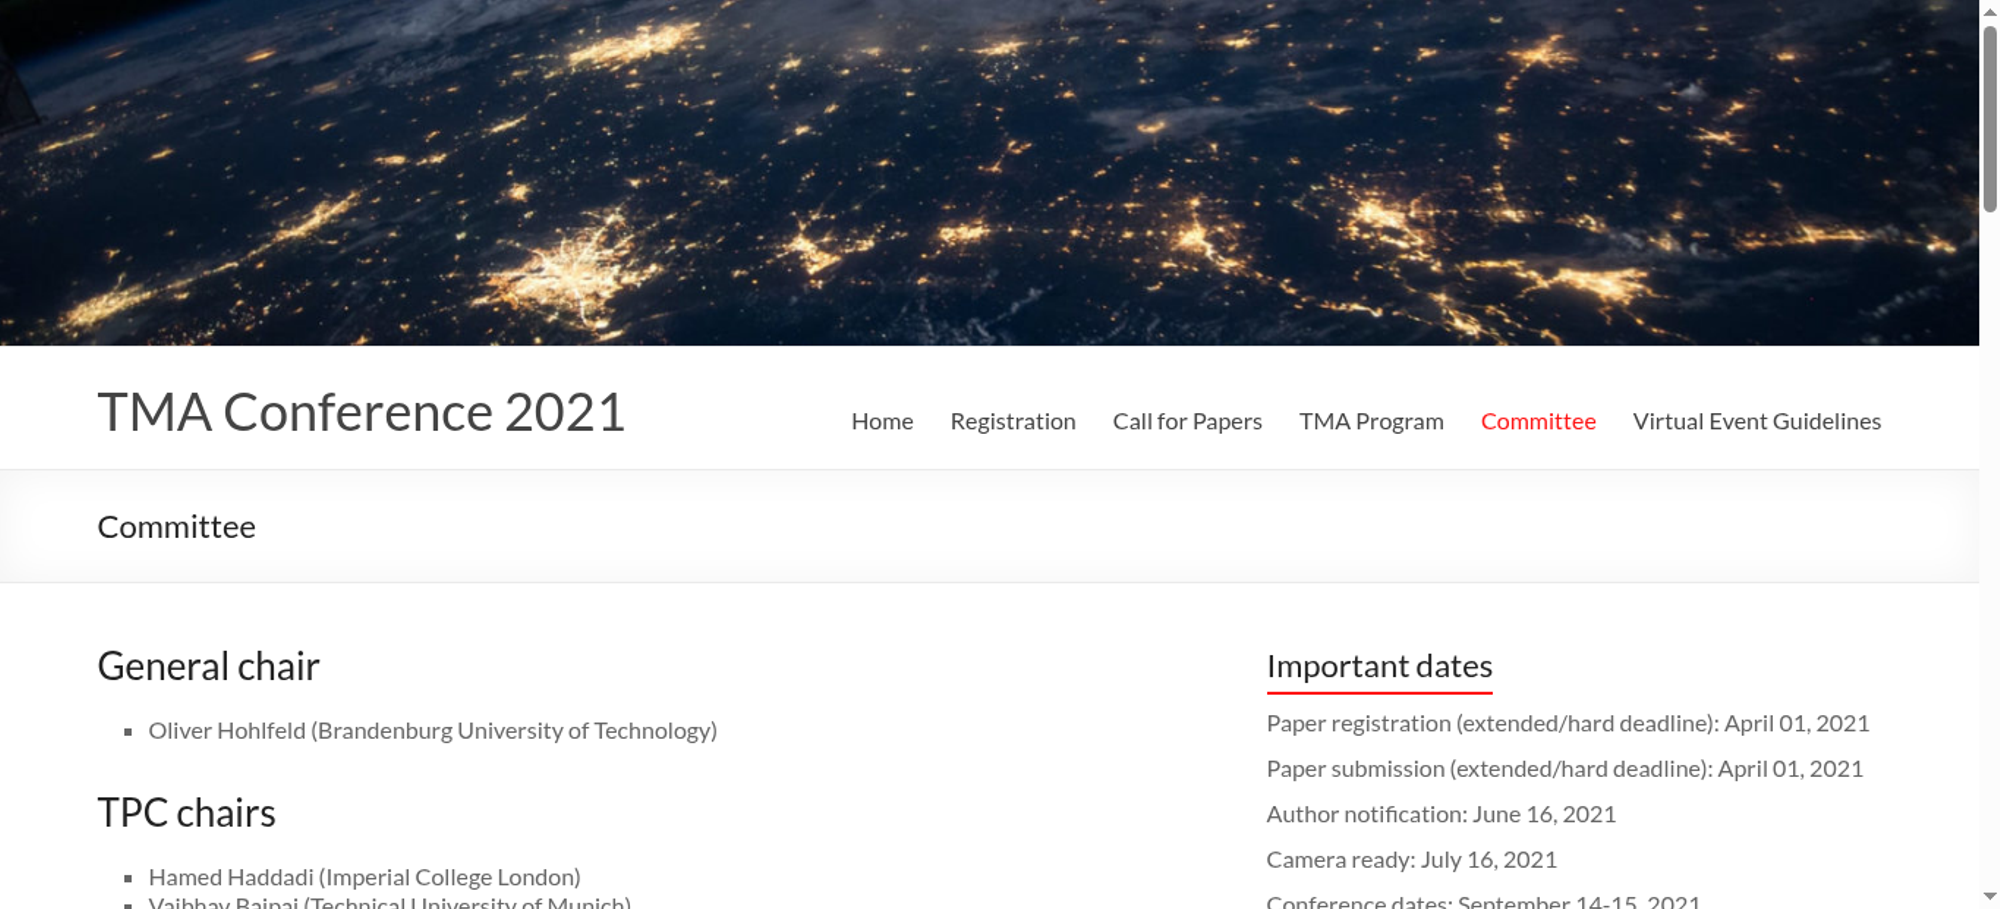 TMA Conference 2021
Home Registration Call for Papers TMA Program Committee Virtual Event Guidelines
Committee
General chair
Oliver Hohlfeld (Brandenburg University of Technology)
TPC chairs
Hamed Haddadi (Imperial College London)
Vaibhav Bajpai (Technical University of Munich)
Important dates
Paper registration (extended/hard deadline): April 01, 2021
Paper submission (extended/hard deadline): April 01, 2021
Author notification: June 16, 2021
Camera ready: July 16, 2021
Conference dates: September 14-15, 2021